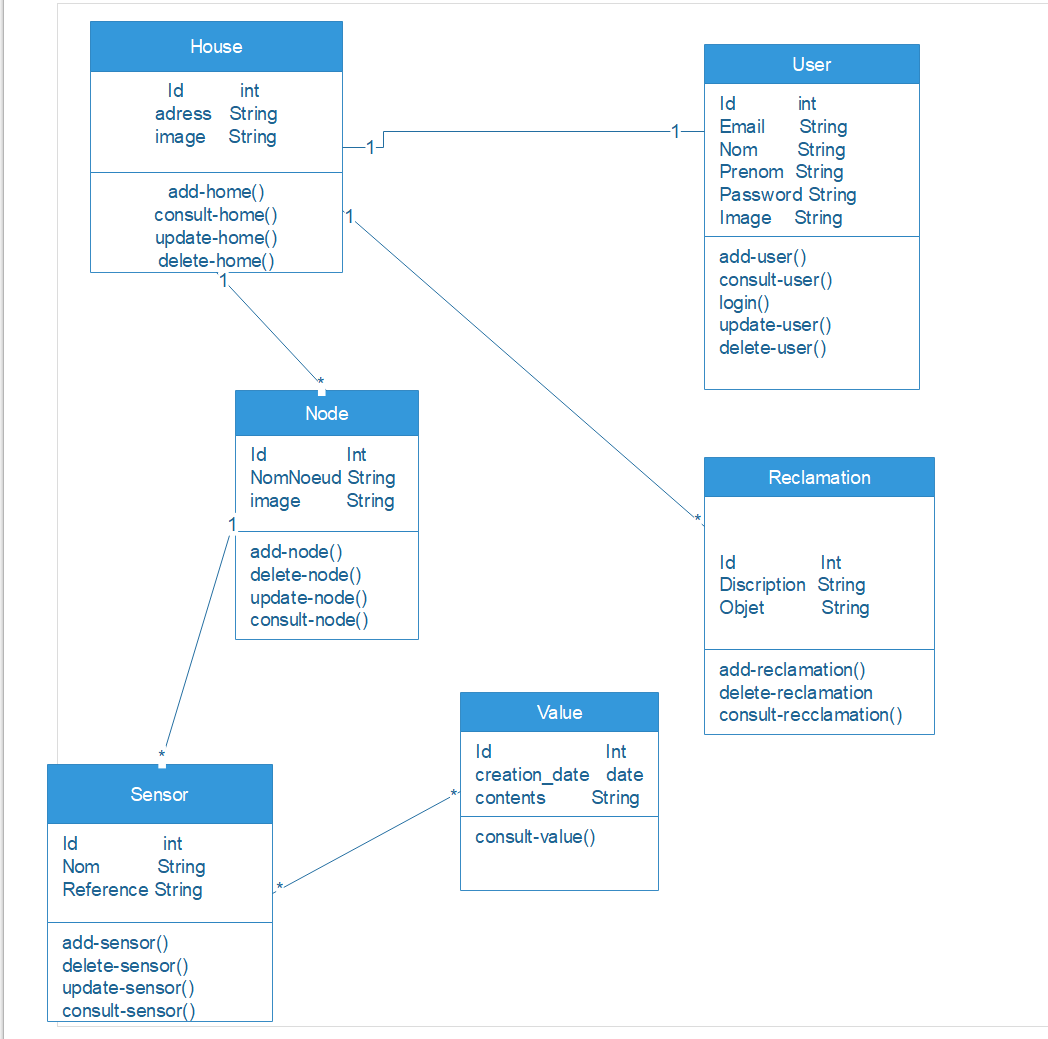 House
Id int
adress String
image String
add-home()
consult-home()
update-home()
delete-home()
1
1
1
1
*
*
User
Id int
Email String
Nom String
Prenom String
Password String
Image String
add-user()
consult-user()
login()
update-user()
delete-user()
Node
Id Int
NomNoeud String
image String
add-node()
delete-node()
update-node()
consult-node()
1
*
Reclamation
Id Int
Discription String
Objet String
add-reclamation()
delete-reclamation
consult-recclamation()
Value
Id Int
creation_date date
contents String
consult-value()
*
*
Sensor
Id int
Nom String
Reference String
add-sensor()
delete-sensor()
update-sensor()
consult-sensor()